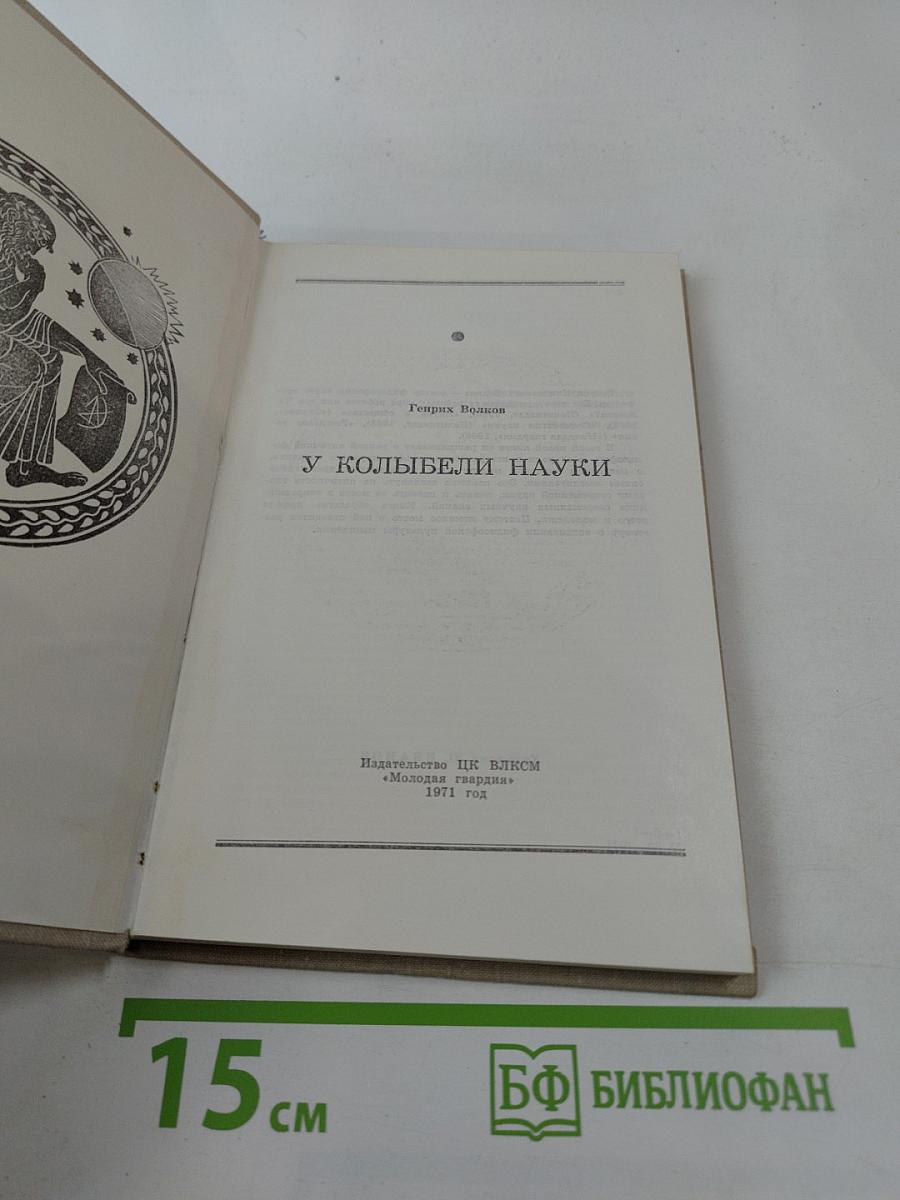 Генрих Волков
У КОЛЫБЕЛИ НАУКИ
Издательство ЦК ВЛКСМ
«Молодая гвардия»
1971 год
15 см
БФ БИБЛИОФАН